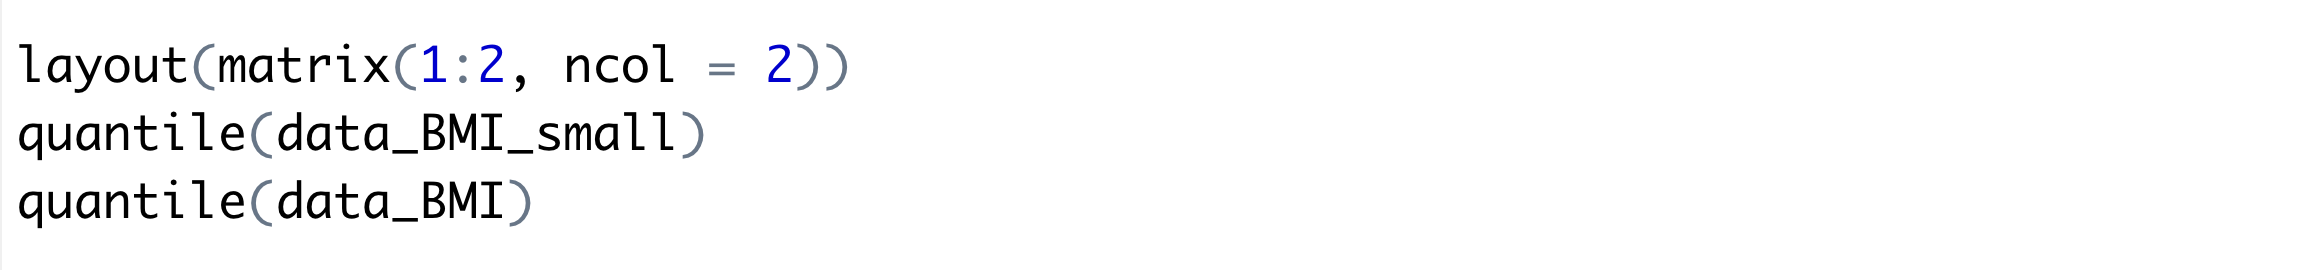 layout(matrix(1:2, ncol = 2))
quantile(data_BMI_small)
quantile(data_BMI)